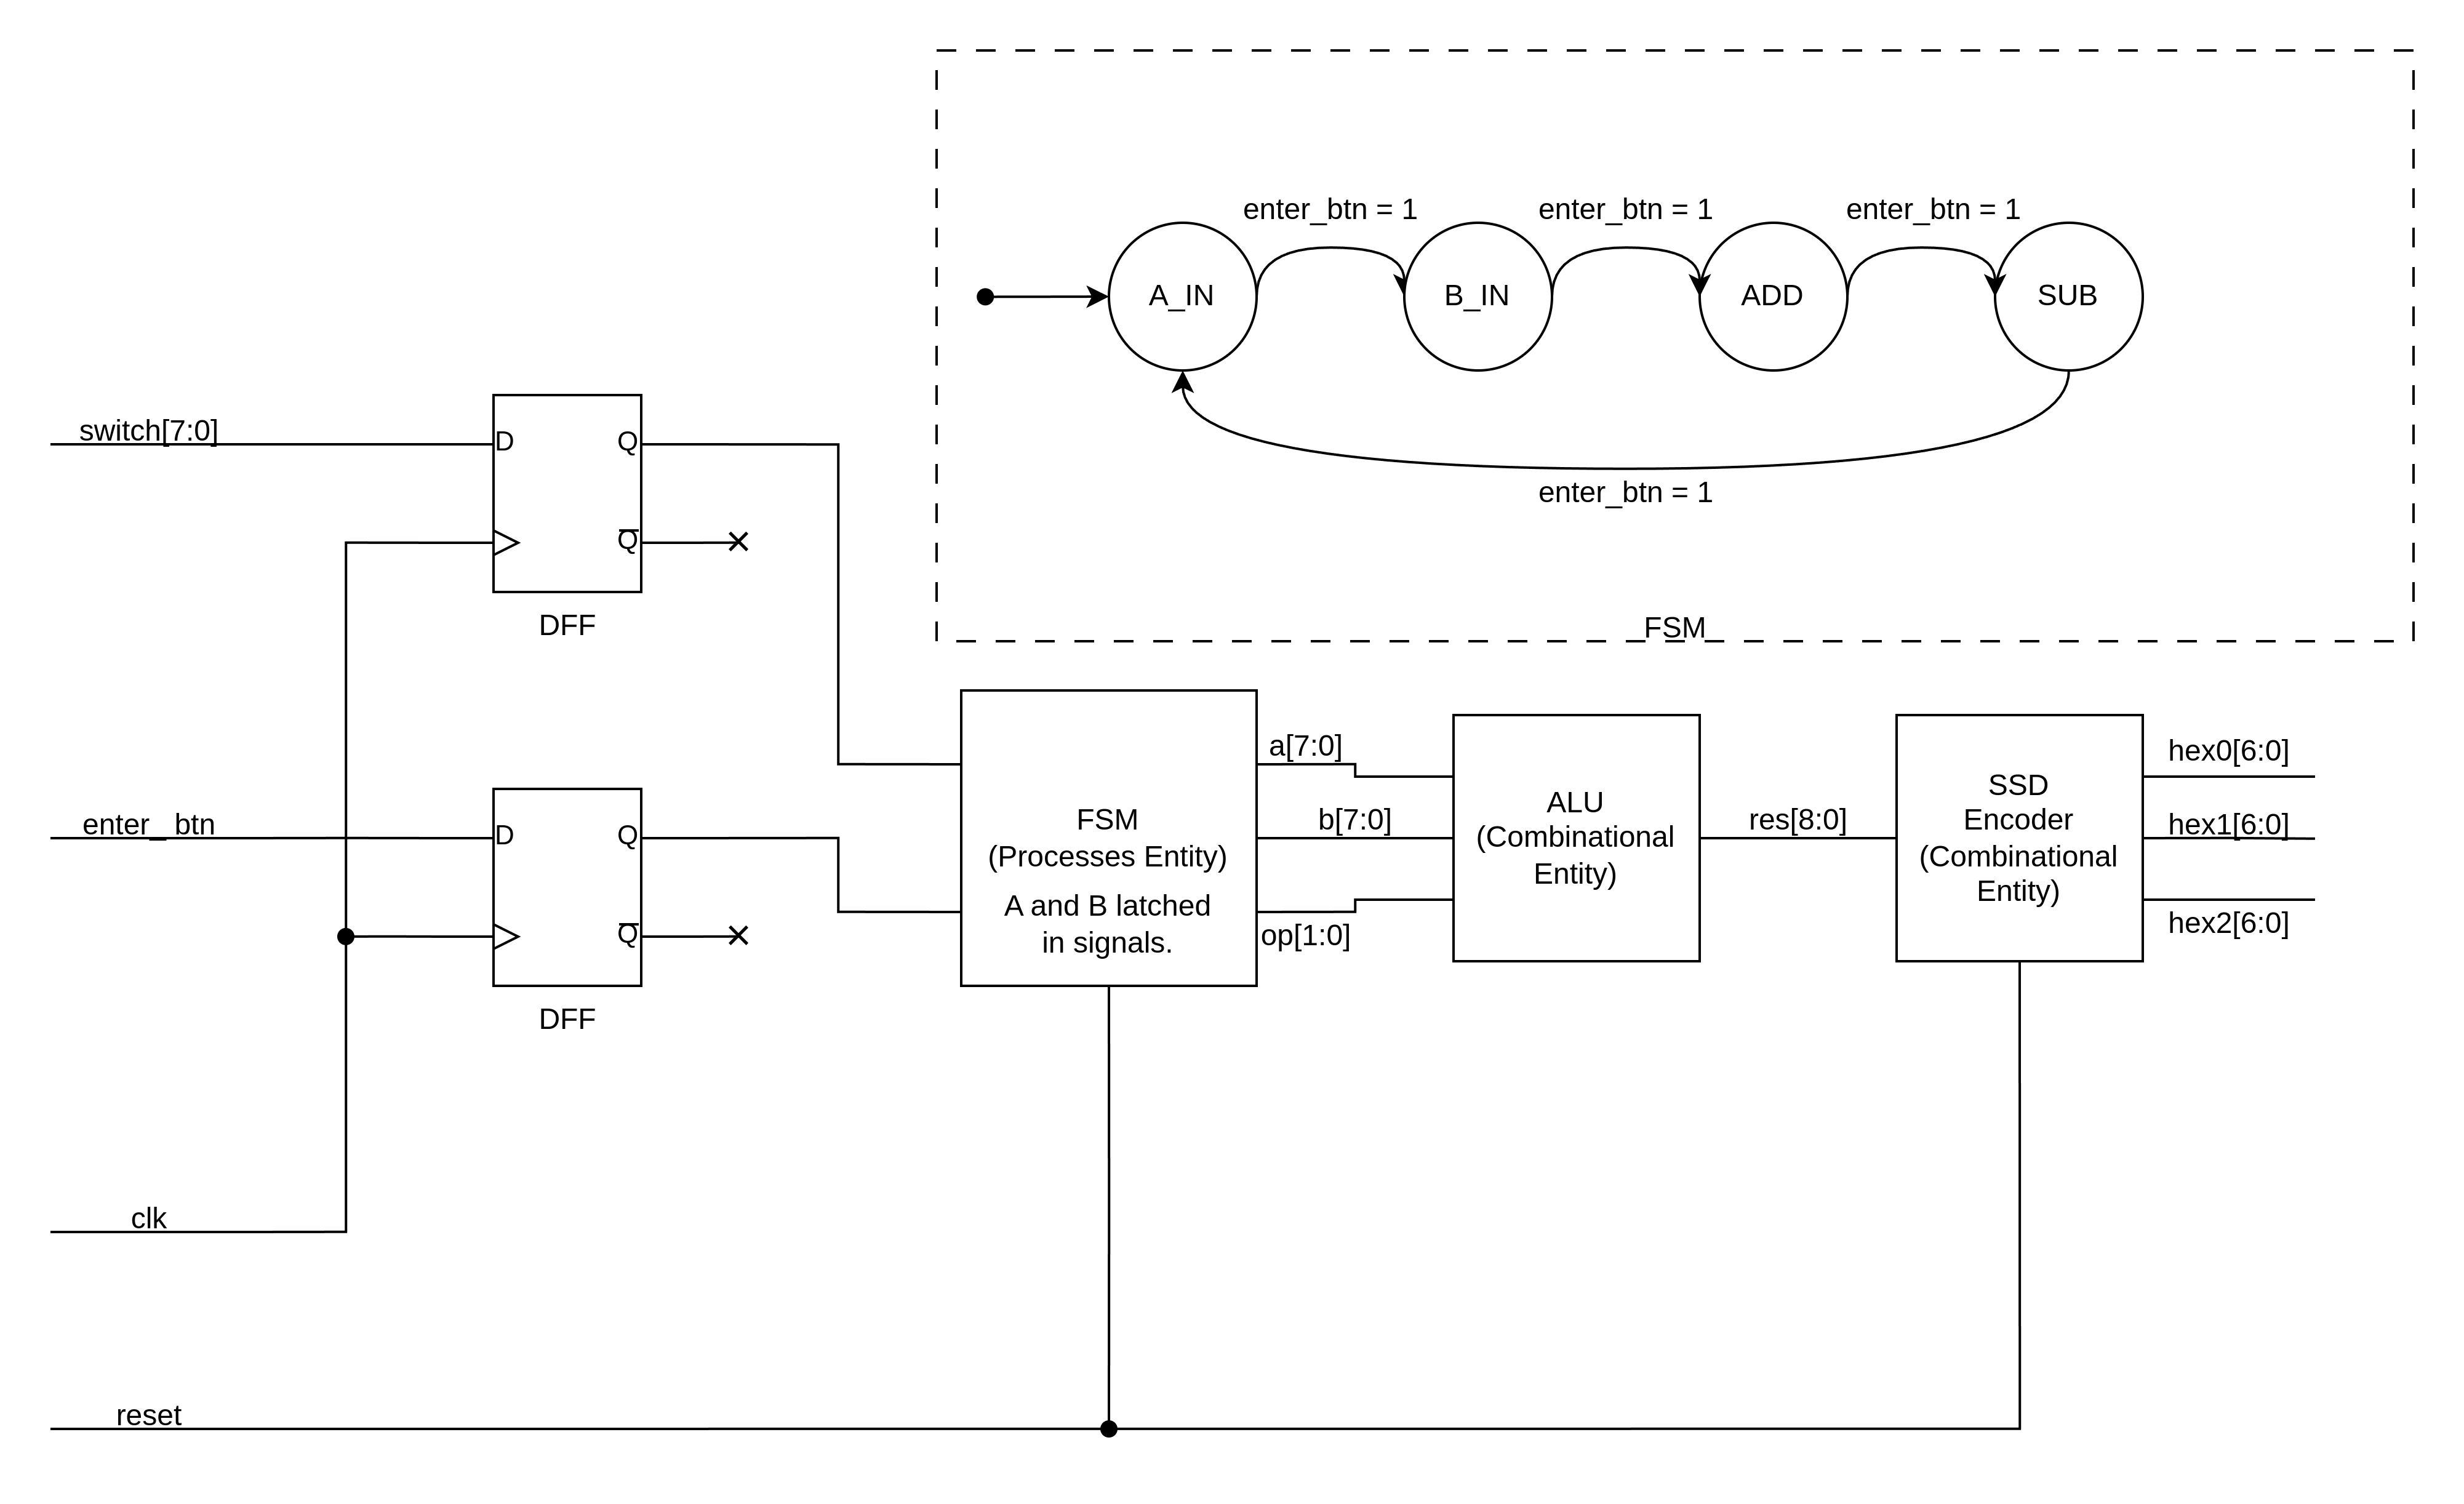 enter_btn = 1
enter_btn = 1
enter_btn = 1
A_IN
B_IN
ADD
SUB
enter_btn = 1
FSM
switch[7:0]
D
Q
Q
DFF
enter_ btn
D
Q
Q
DFF
clk
reset
FSM
(Processes Entity)
A and B latched
in signals.
a[7:0]
b[7:0]
op[1:0]
ALU
(Combinational
Entity)
res[8:0]
SSD
Encoder
(Combinational
Entity)
hex0[6:0]
hex1[6:0]
hex2[6:0]